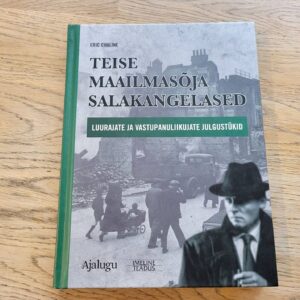 ERIC CHALINE
TEISE
MAAILMASÕJA
SALAKANGELASED
LUURAJATE JA VASTUPANULIIKUJATE JULGUSTÜKID
Ajalugu
IMELINE
TEADUS